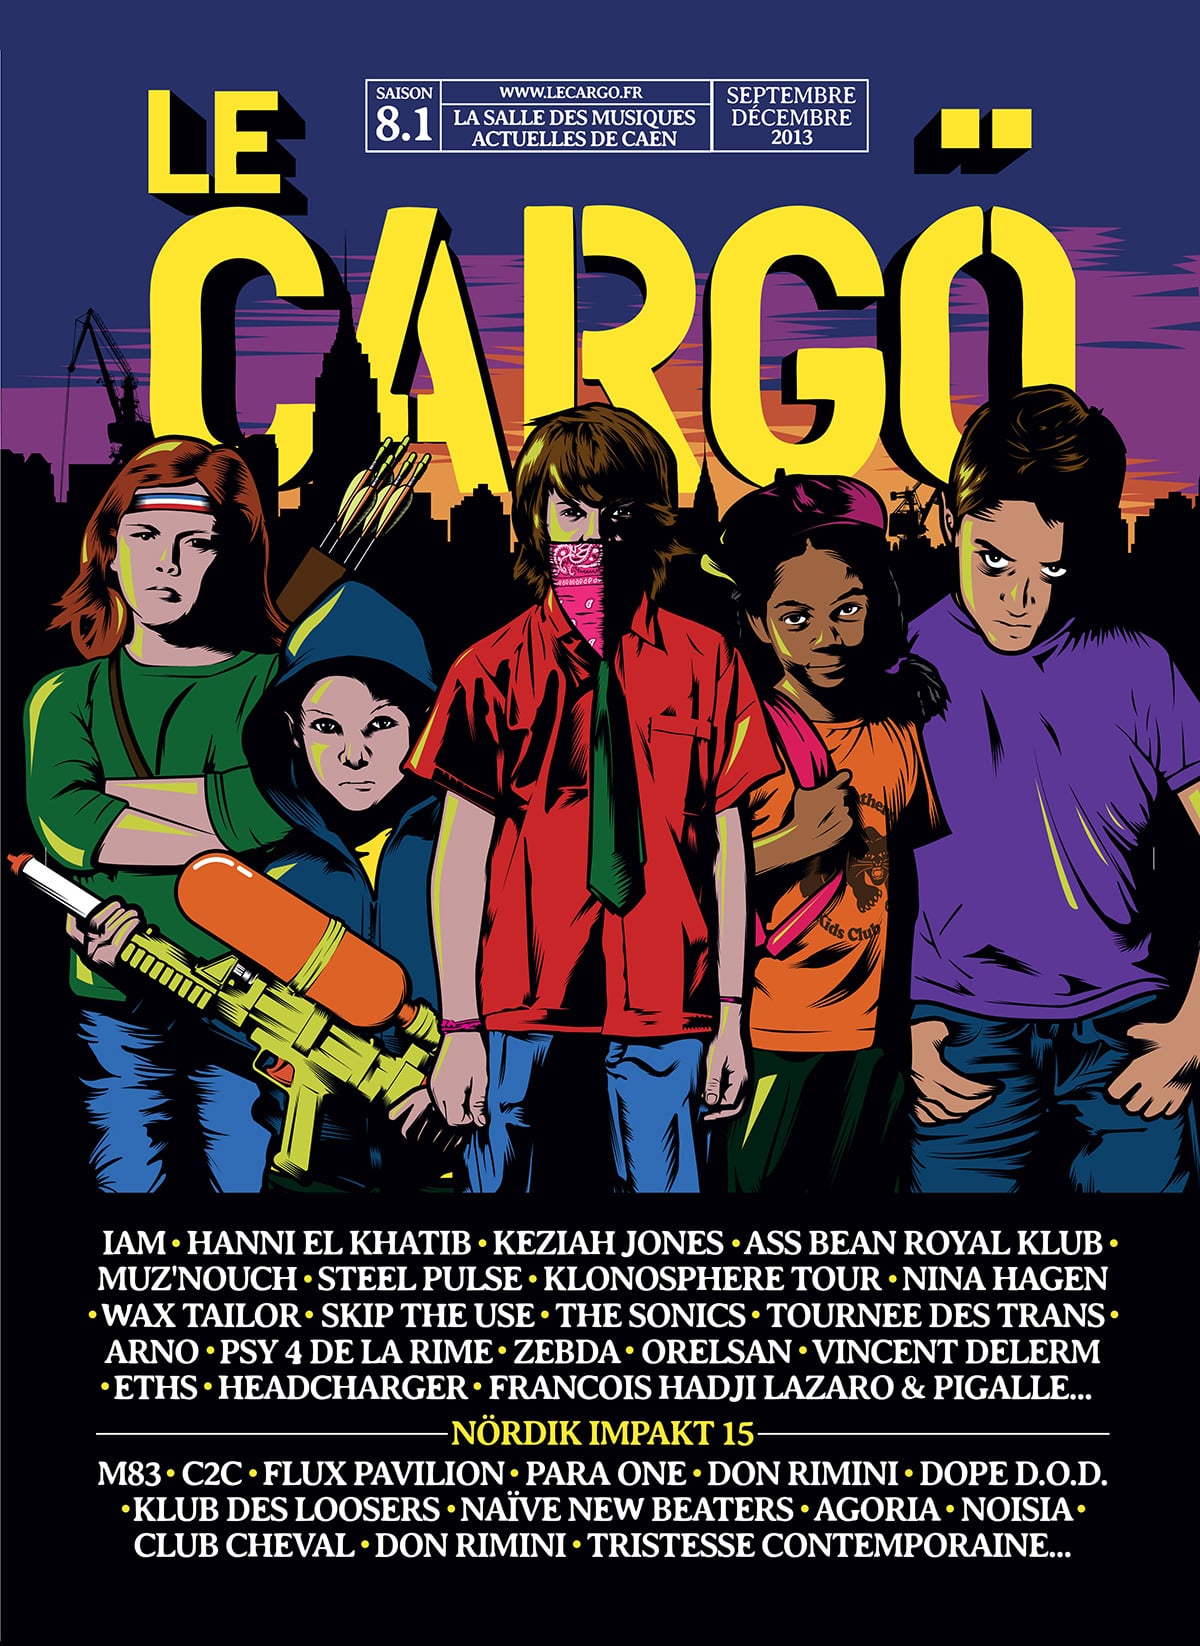 SAISON
8.1
WWW.LECARGO.FR
LA SALLE DES MUSIQUES
ACTUELLES DE CAEN
SEPTEMBRE
DÉCEMBRE
2013
LE
CARGÖ
Kids Club
IAM • HANNI EL KHATIB • KEZIAH JONES • ASS BEAN ROYAL KLUB •
MUZ'NOUCH • STEEL PULSE • KLONOSPHERE TOUR • NINA HAGEN
• WAX TAILOR • SKIP THE USE • THE SONICS • TOURNEE DES TRANS •
ARNO • PSY 4 DE LA RIME • ZEBDA • ORELSAN • VINCENT DELERM
• ETHS • HEADCHARGER • FRANCOIS HADJI LAZARO & PIGALLE...
NÖRDIK IMPAKT 15
M83 • C2C • FLUX PAVILION • PARA ONE • DON RIMINI • DOPE D.O.D.
• KLUB DES LOOSERS • NAÏVE NEW BEATERS • AGORIA • NOISIA •
CLUB CHEVAL • DON RIMINI • TRISTESSE CONTEMPORAINE...